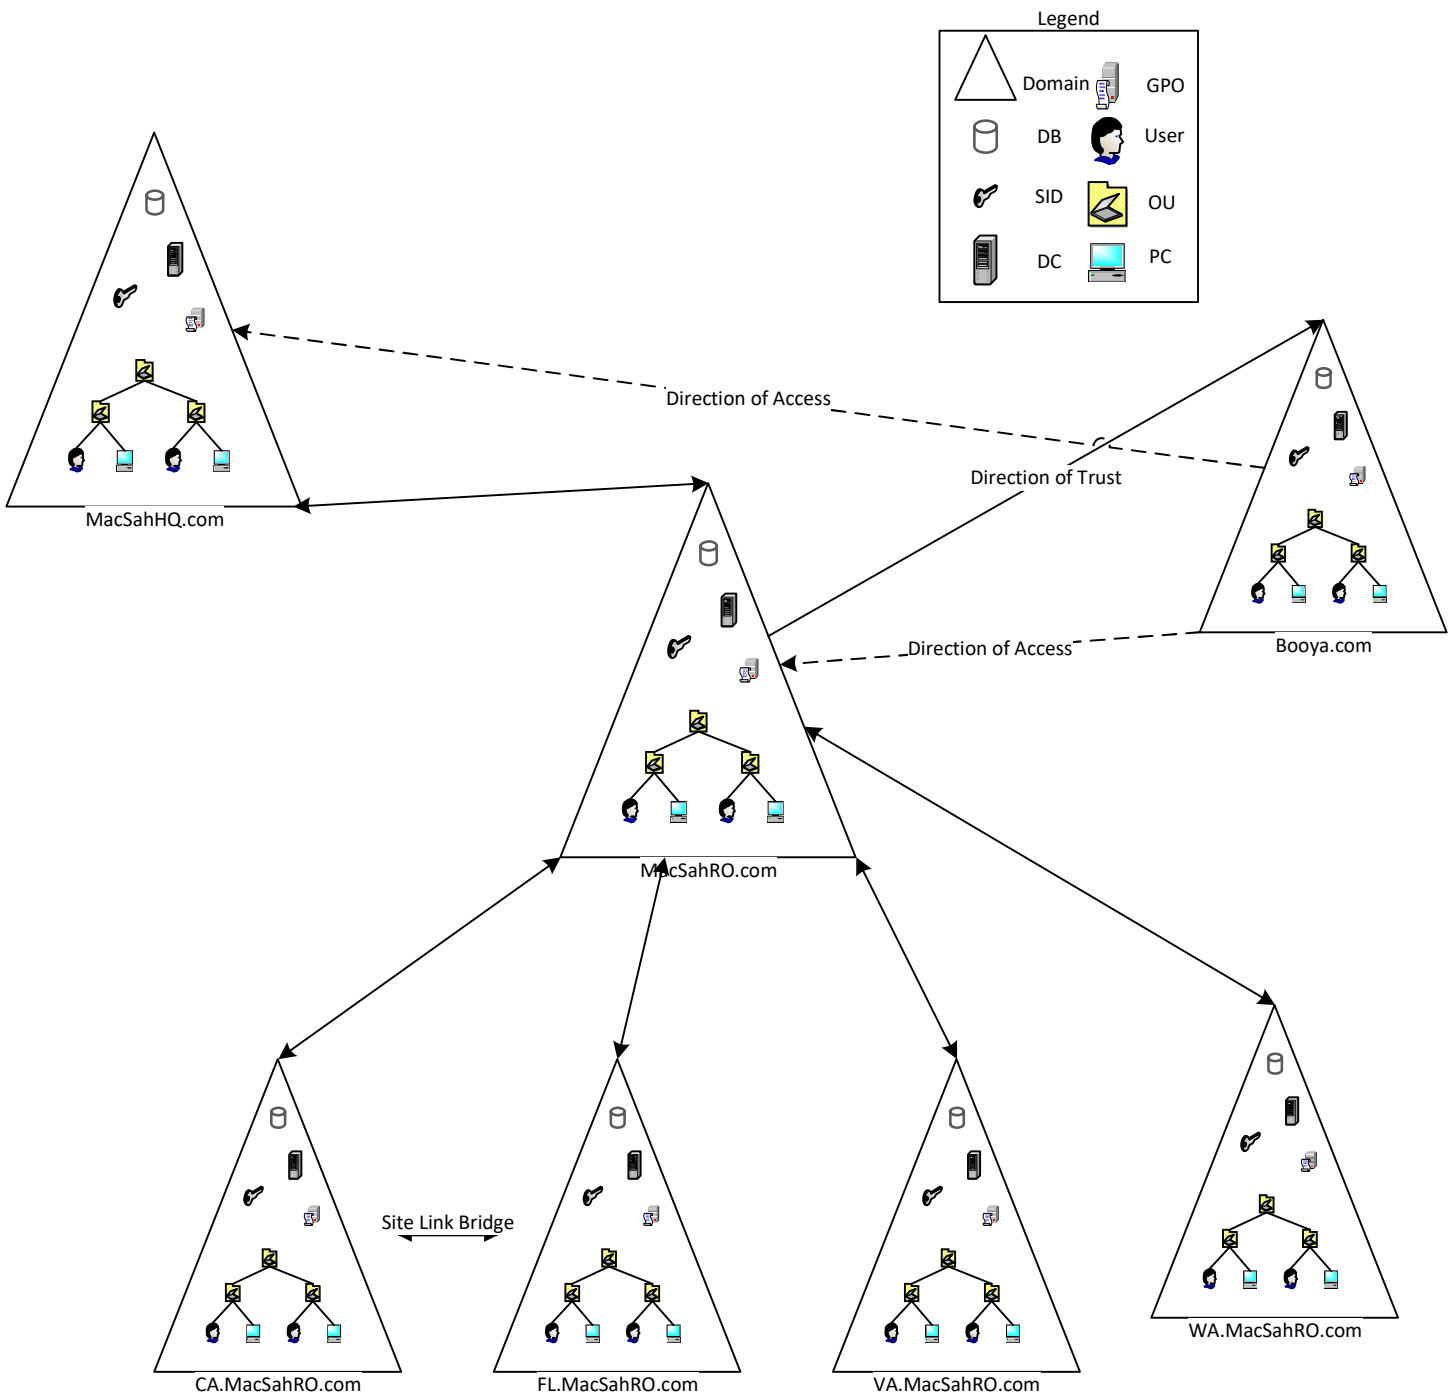 Legend
Domain
GPO
DB
User
SID
OU
DC
PC
Direction of Access
Direction of Trust
MacSahHQ.com
Direction of Access
Booya.com
MacSahRO.com
Site Link Bridge
WA.MacSahRO.com
CA.MacSahRO.com
FL.MacSahRO.com
VA.MacSahRO.com